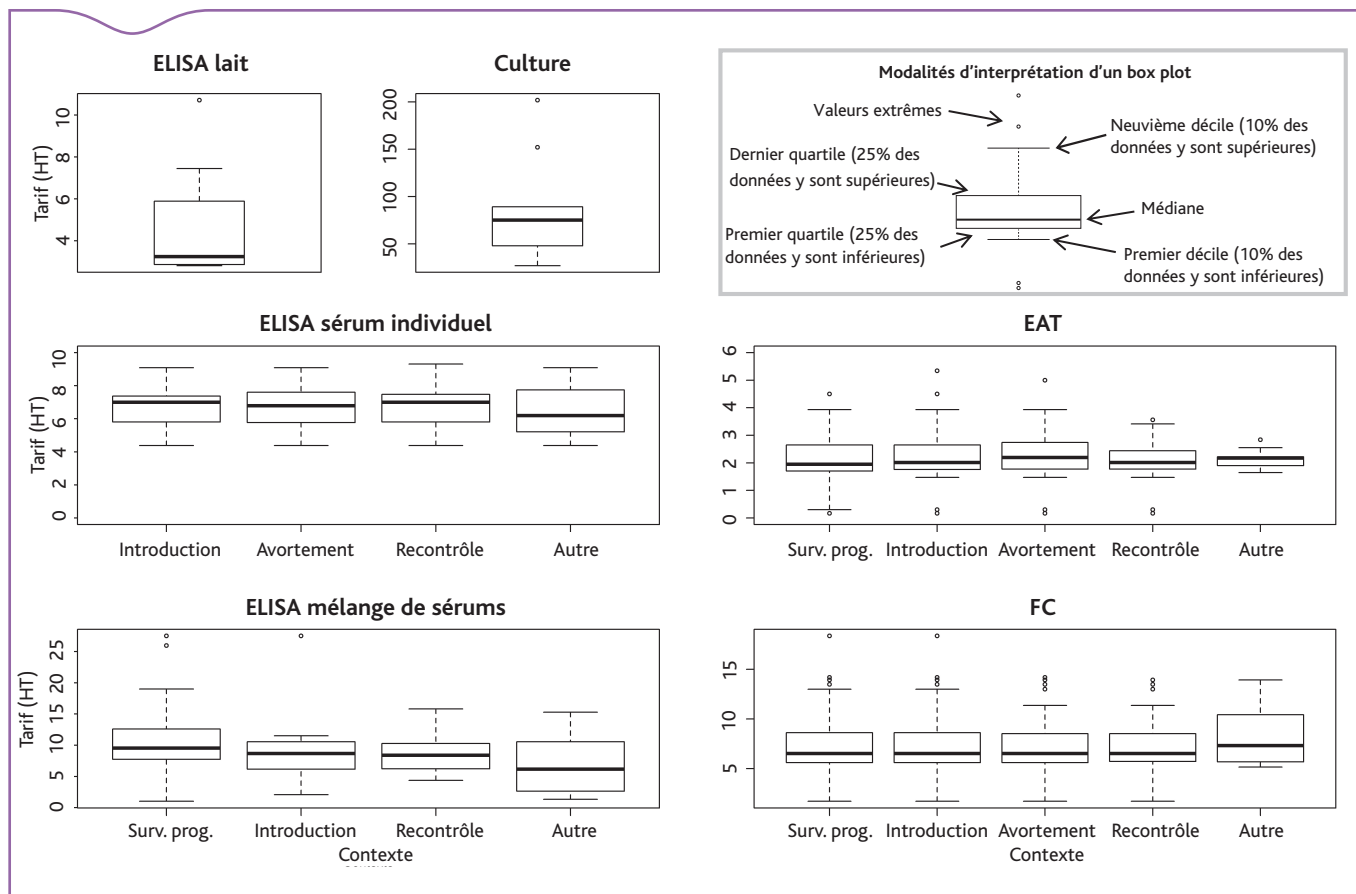 ELISA lait
Tarif (HT)
10
8
6
4
Culture
200
150
100
50
Modalités d'interprétation d'un box plot
Valeurs extrêmes
Neuvième décile (10% des
données y sont supérieures)
Dernier quartile (25% des
données y sont supérieures)
Médiane
Premier quartile (25% des
données y sont inférieures)
Premier décile (10% des
données y sont inférieures)
ELISA sérum individuel
Tarif (HT)
10
8
6
4
2
0
Introduction Avortement Recontrôle Autre
EAT
6
5
4
3
2
1
0
Surv. prog. Introduction Avortement Recontrôle Autre
ELISA mélange de sérums
Tarif (HT)
25
20
15
10
5
0
Surv. prog. Introduction Recontrôle Autre
Contexte
FC
15
10
5
Surv. prog. Introduction Avortement Recontrôle Autre
Contexte